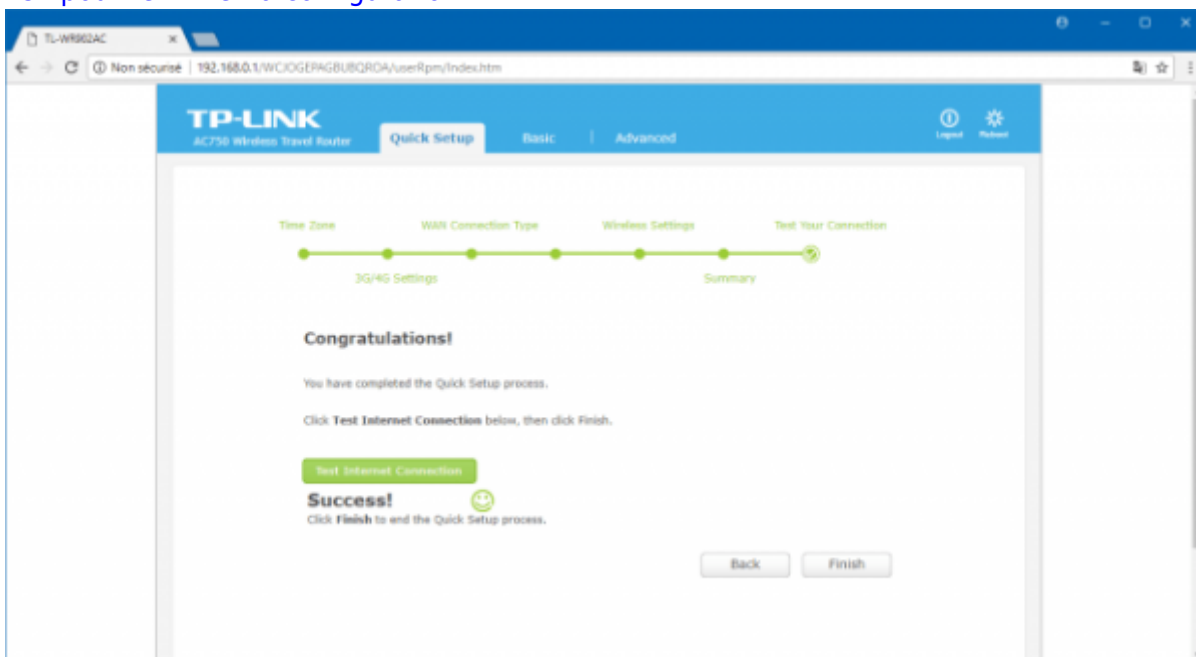 TL-WR902AC
Non sécurisé | 192.168.0.1/WCJOGEPAGBUBQROA/userRpm/Index.htm
TP-LINK
AC750 Wireless Travel Router
Quick Setup
Basic
Advanced
Logout
Reboot
Time Zone
WAN Connection Type
Wireless Settings
Test Your Connection
3G/4G Settings
Summary
Congratulations!
You have completed the Quick Setup process.
Click Test Internet Connection below, then click Finish.
Test Internet Connection
Success!
Click Finish to end the Quick Setup process.
Back
Finish